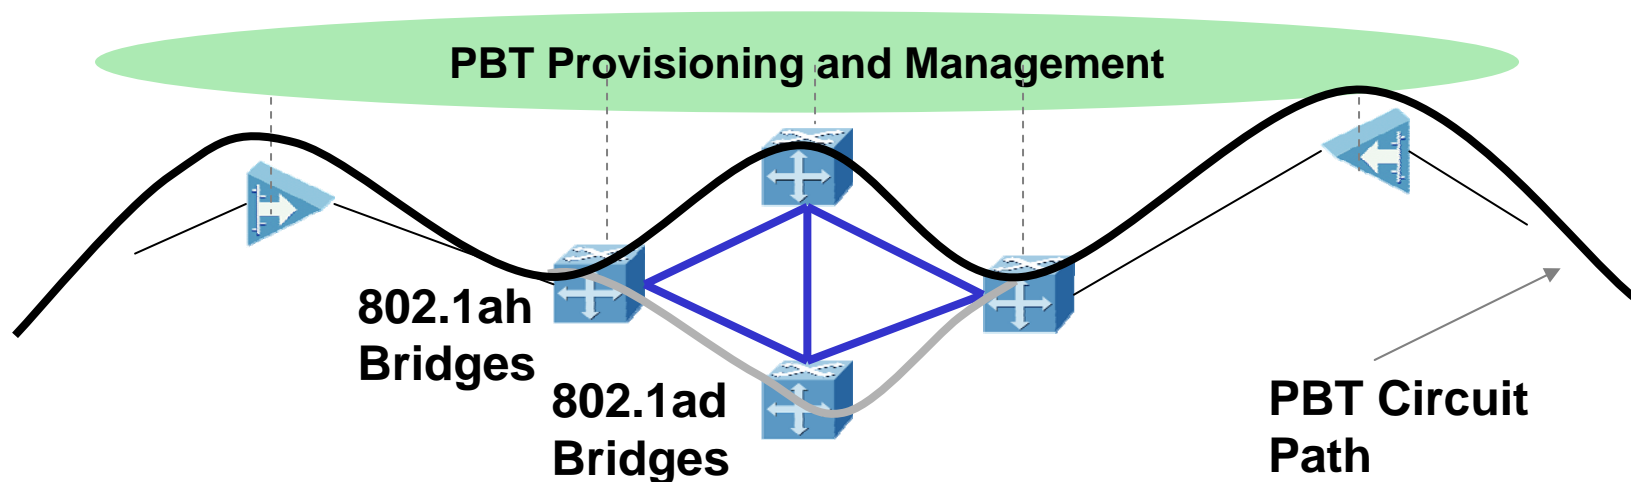 PBT Provisioning and Management
802.1ah
Bridges
802.1ad
Bridges
PBT Circuit
Path